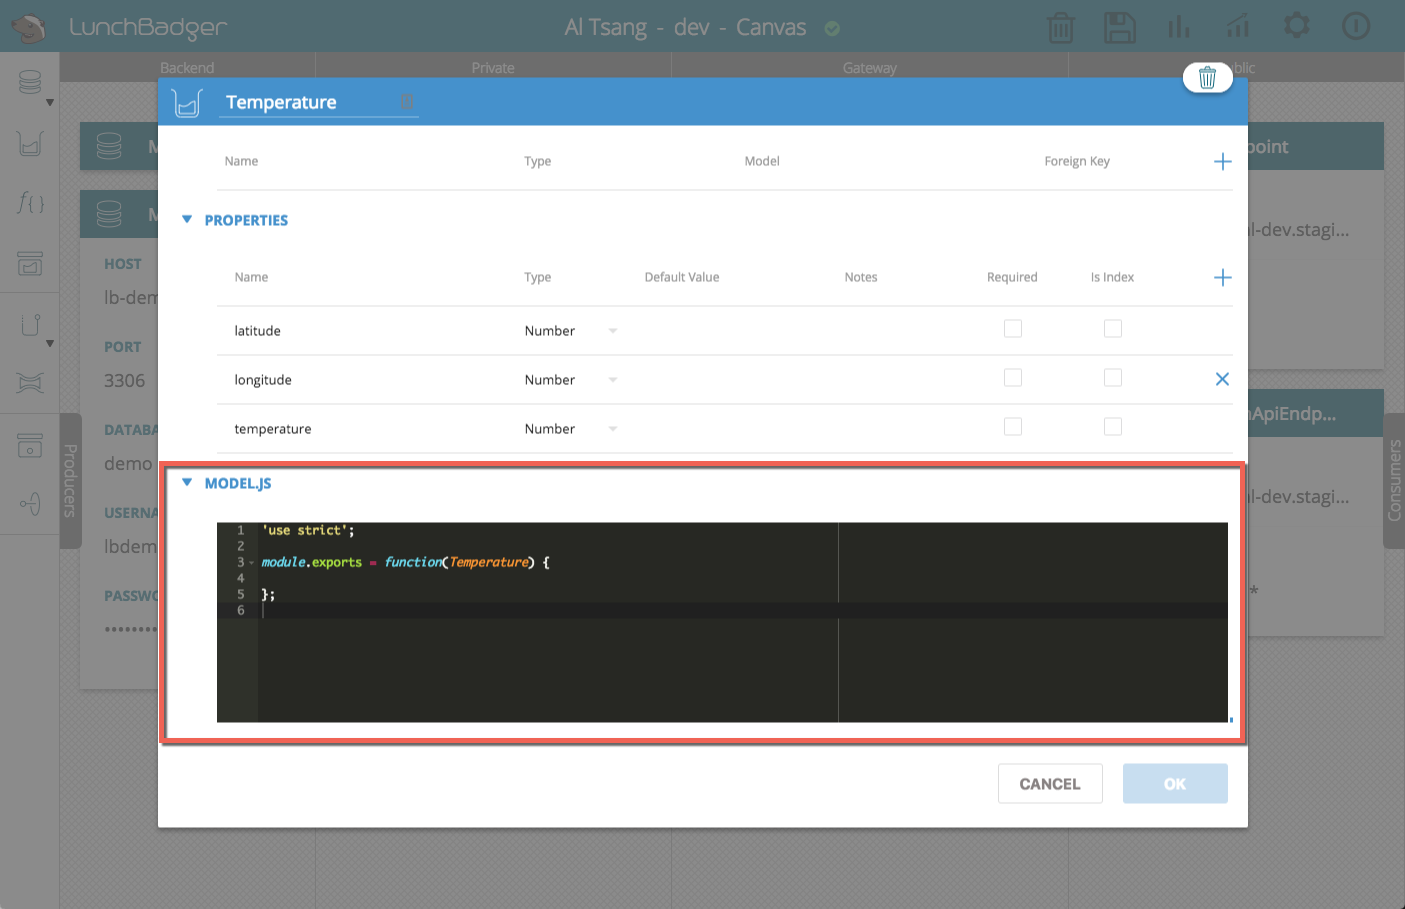 LunchBadger
Al Tsang - dev - Canvas
Backend
Private
Gateway
blic
Temperature
Name Type Model Foreign Key
PROPERTIES
Name Type Default Value Notes Required Is Index
latitude Number
longitude Number
temperature Number
MODEL.JS
1 'use strict';
2
3 module.exports = function(Temperature) {
4
5 };
6
CANCEL
OK
M
M
HOST
lb-dem
PORT
3306
DATABA
demo
USERNA
lbdem
PASSWO
••••••••
Producers
f()
point
l-dev.stagi...
nApiEndp...
l-dev.stagi...
*
Consumers